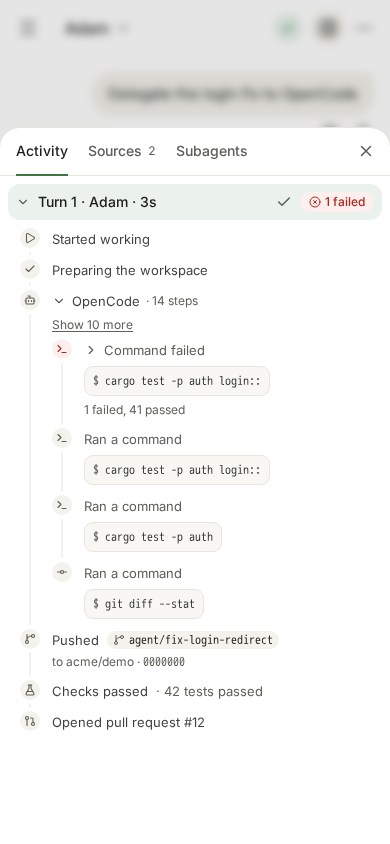 Adam
Delegate the login fix to OpenCode
Activity Sources 2 Subagents
Turn 1 · Adam · 3s 1 failed
Started working
Preparing the workspace
OpenCode · 14 steps
Show 10 more
Command failed
$ cargo test -p auth login::
1 failed, 41 passed
Ran a command
$ cargo test -p auth login::
Ran a command
$ cargo test -p auth
Ran a command
$ git diff --stat
Pushed agent/fix-login-redirect
to acme/demo · 0000000
Checks passed · 42 tests passed
Opened pull request #12